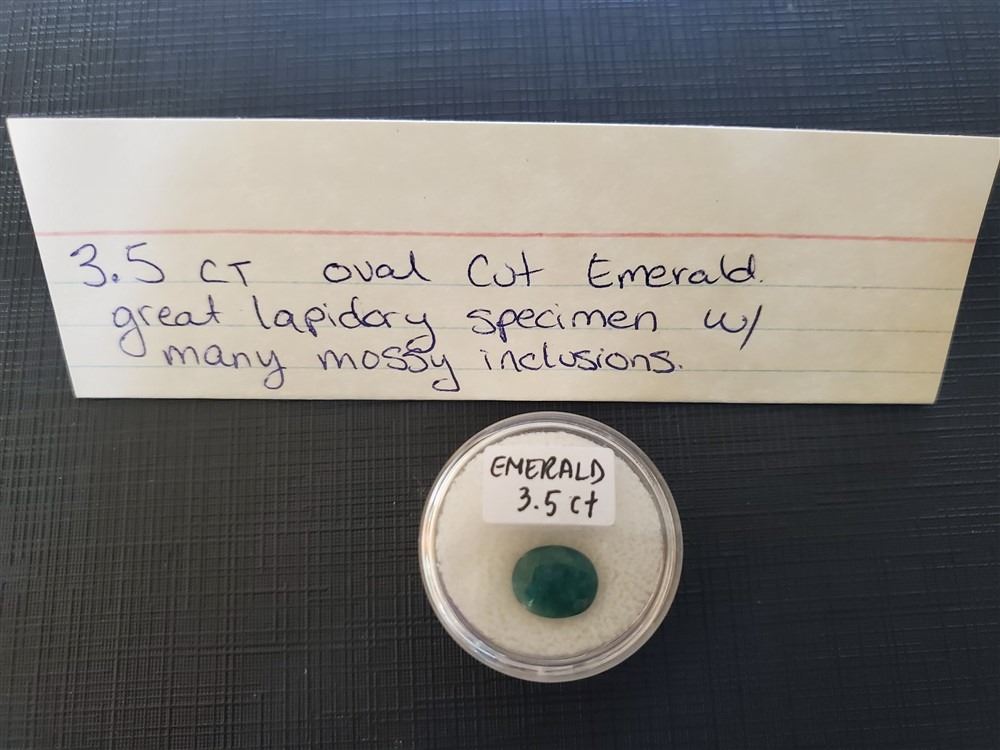 3.5 CT oval Cut Emerald.
great lapidary specimen w/
many mossy inclusions.
EMERALD
3.5 ct